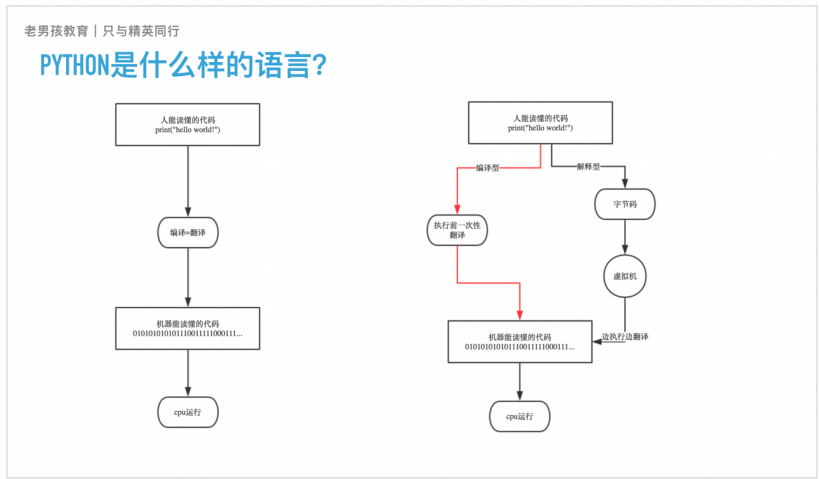 老男孩教育｜只与精英同行
PYTHON是什么样的语言?
人能读懂的代码
print("hello world!")
编译=翻译
机器能读懂的代码
0101010101011100111110001 11...
cpu运行
人能读懂的代码
print("hello world!")
编译型
解释型
执行前一次性
翻译
字节码
虚拟机
边执行边翻译
机器能读懂的代码
010101010101110011111000111...
cpu运行